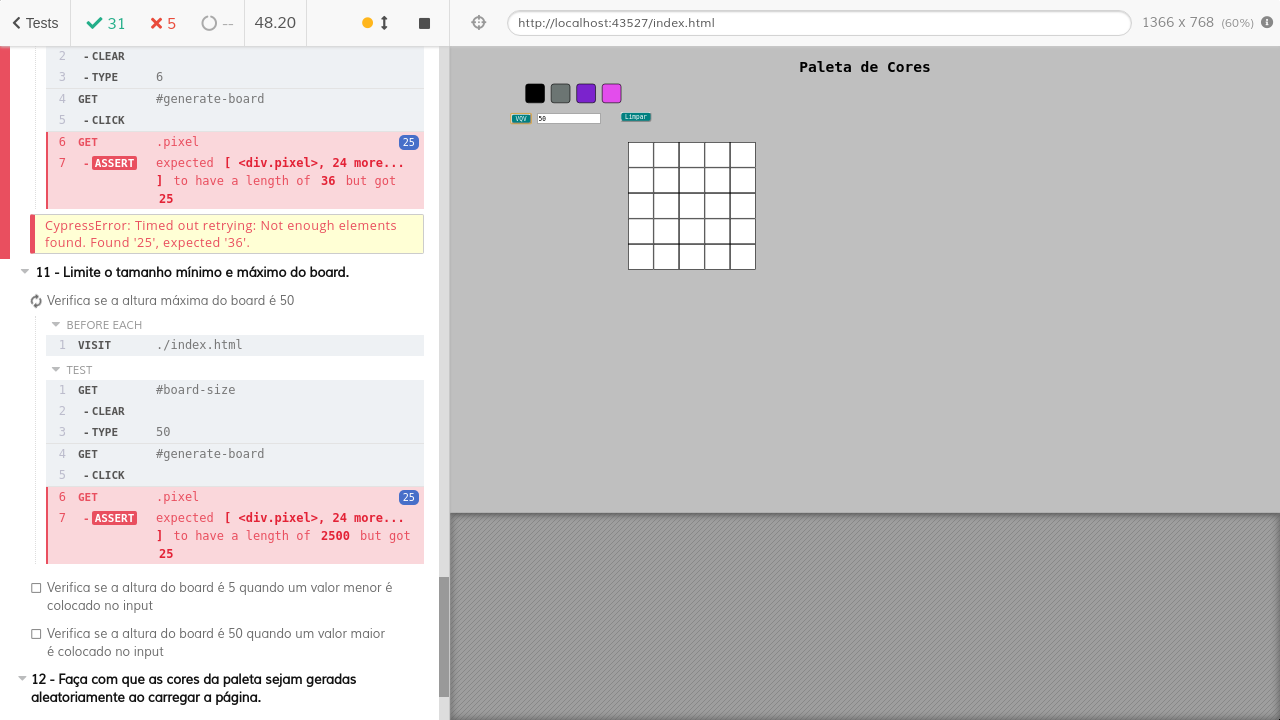 Tests
31
5
--
48.20
http://localhost:43527/index.html
1366 x 768 (60%)
2 -CLEAR
3 -TYPE 6
4 GET #generate-board
5 -CLICK
6 GET .pixel 25
7 -ASSERT expected [ <div.pixel>, 24 more...
] to have a length of 36 but got
25
CypressError: Timed out retrying: Not enough elements
found. Found '25', expected '36'.
11 - Limite o tamanho mínimo e máximo do board.
Verifica se a altura máxima do board é 50
BEFORE EACH
1 VISIT ./index.html
TEST
1 GET #board-size
2 -CLEAR
3 -TYPE 50
4 GET #generate-board
5 -CLICK
6 GET .pixel 25
7 -ASSERT expected [ <div.pixel>, 24 more...
] to have a length of 2500 but got
25
Verifica se a altura do board é 5 quando um valor menor é
colocado no input
Verifica se a altura do board é 50 quando um valor maior
é colocado no input
12 - Faça com que as cores da paleta sejam geradas
aleatoriamente ao carregar a página.
Paleta de Cores
VQV 50 Limpar